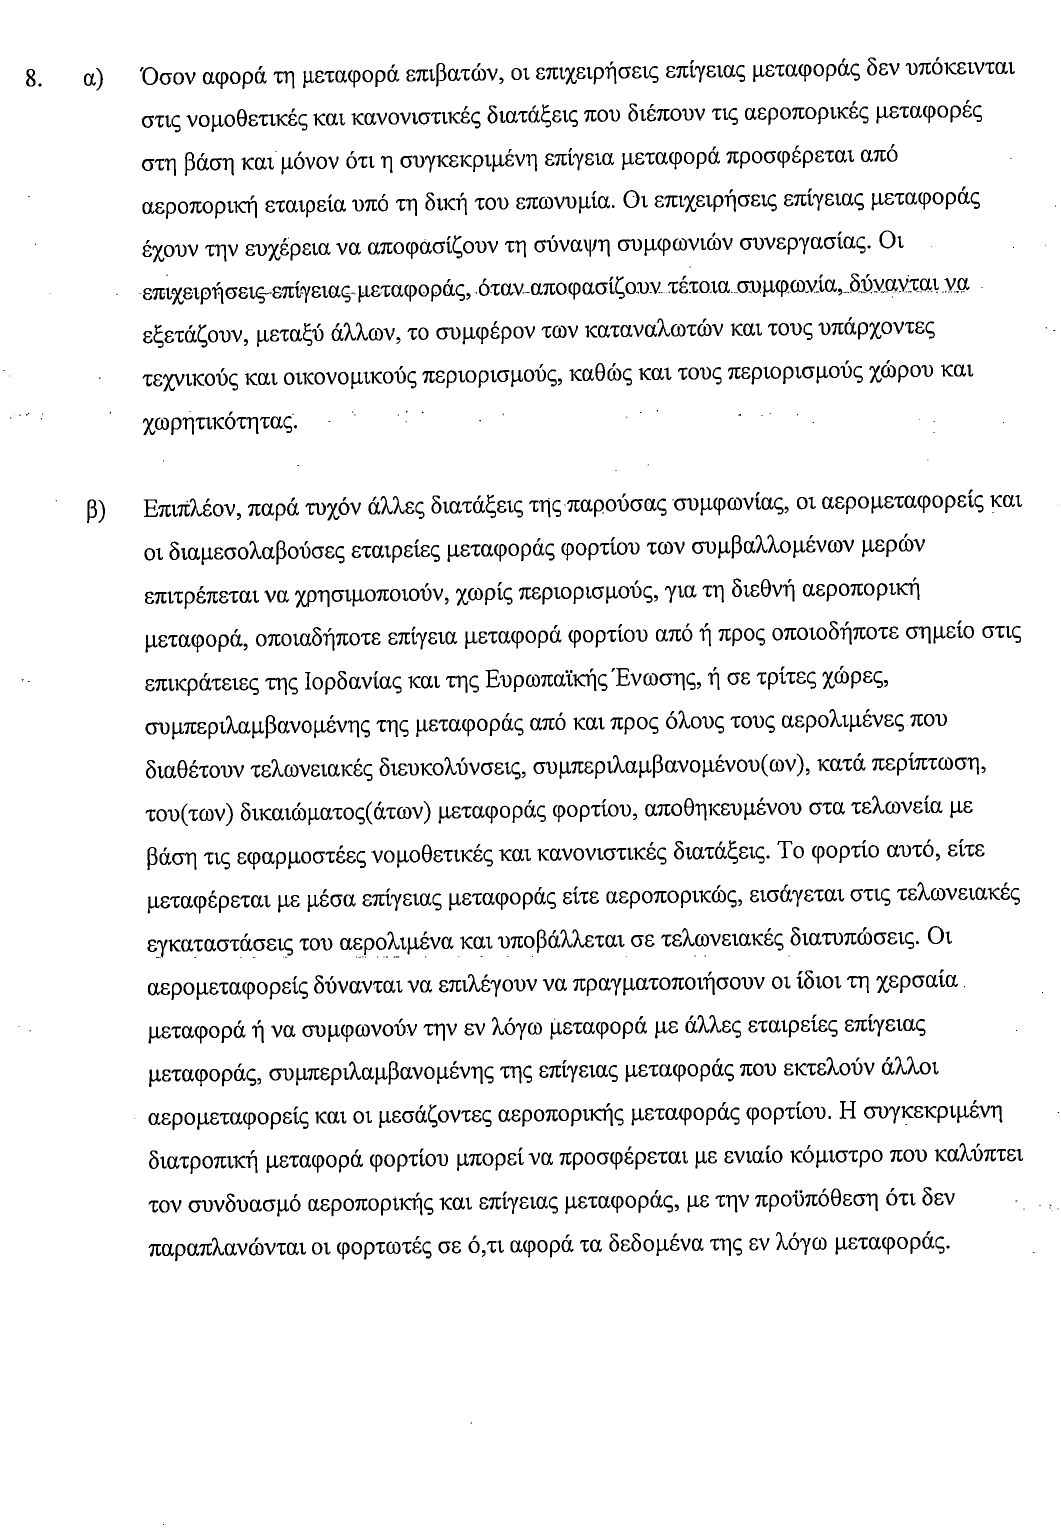 8. α) Όσον αφορά τη μεταφορά επιβατών, οι επιχειρήσεις επίγειας μεταφοράς δεν υπόκεινται
στις νομοθετικές και κανονιστικές διατάξεις που διέπουν τις αεροπορικές μεταφορές
στη βάση και μόνον ότι η συγκεκριμένη επίγεια μεταφορά προσφέρεται από
αεροπορική εταιρεία υπό τη δική του επωνυμία. Οι επιχειρήσεις επίγειας μεταφοράς
έχουν την ευχέρεια να αποφασίζουν τη σύναψη συμφωνιών συνεργασίας. Οι
επιχειρήσεις επίγειας μεταφοράς, όταν αποφασίζουν τέτοια συμφωνία, δύνανται να
εξετάζουν, μεταξύ άλλων, το συμφέρον των καταναλωτών και τους υπάρχοντες
τεχνικούς και οικονομικούς περιορισμούς, καθώς και τους περιορισμούς χώρου και
χωρητικότητας.
β) Επιπλέον, παρά τυχόν άλλες διατάξεις της παρούσας συμφωνίας, οι αερομεταφορείς και
οι διαμεσολαβούσες εταιρείες μεταφοράς φορτίου των συμβαλλομένων μερών
επιτρέπεται να χρησιμοποιούν, χωρίς περιορισμούς, για τη διεθνή αεροπορική
μεταφορά, οποιαδήποτε επίγεια μεταφορά φορτίου από ή προς οποιοδήποτε σημείο στις
επικράτειες της Ιορδανίας και της Ευρωπαϊκής Ένωσης, ή σε τρίτες χώρες,
συμπεριλαμβανομένης της μεταφοράς από και προς όλους τους αερολιμένες που
διαθέτουν τελωνειακές διευκολύνσεις, συμπεριλαμβανομένου(ων), κατά περίπτωση,
του(των) δικαιώματος(άτων) μεταφοράς φορτίου, αποθηκευμένου στα τελωνεία με
βάση τις εφαρμοστέες νομοθετικές και κανονιστικές διατάξεις. Το φορτίο αυτό, είτε
μεταφέρεται με μέσα επίγειας μεταφοράς είτε αεροπορικώς, εισάγεται στις τελωνειακές
εγκαταστάσεις του αερολιμένα και υποβάλλεται σε τελωνειακές διατυπώσεις. Οι
αερομεταφορείς δύνανται να επιλέγουν να πραγματοποιήσουν οι ίδιοι τη χερσαία
μεταφορά ή να συμφωνούν την εν λόγω μεταφορά με άλλες εταιρείες επίγειας
μεταφοράς, συμπεριλαμβανομένης της επίγειας μεταφοράς που εκτελούν άλλοι
αερομεταφορείς και οι μεσάζοντες αεροπορικής μεταφοράς φορτίου. Η συγκεκριμένη
διατροπική μεταφορά φορτίου μπορεί να προσφέρεται με ενιαίο κόμιστρο που καλύπτει
τον συνδυασμό αεροπορικής και επίγειας μεταφοράς, με την προϋπόθεση ότι δεν
παραπλανώνται οι φορτωτές σε ό,τι αφορά τα δεδομένα της εν λόγω μεταφοράς.